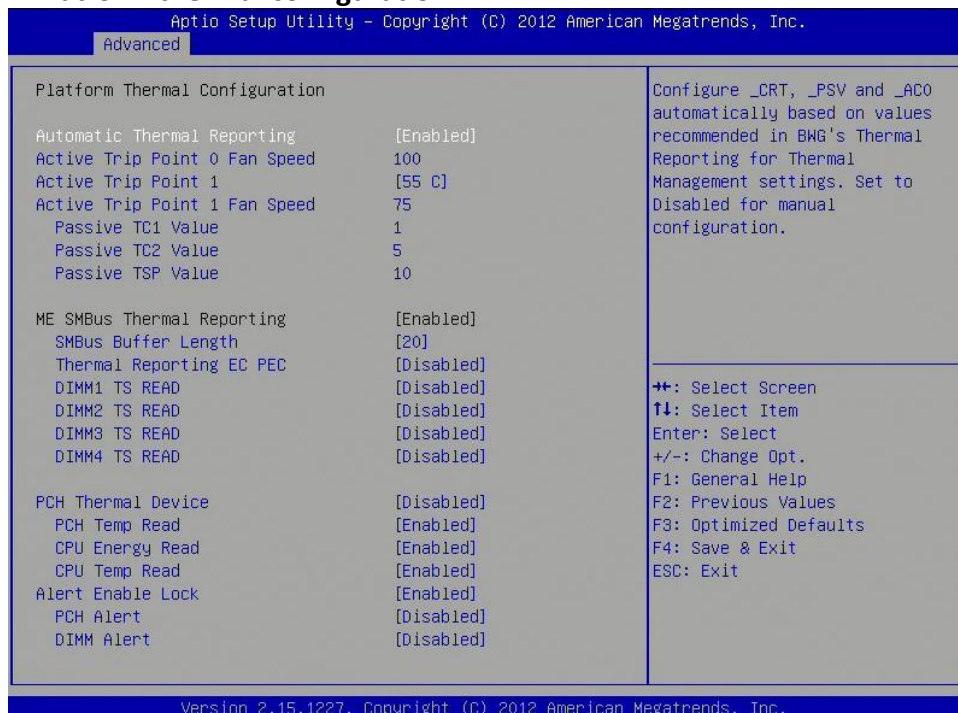 Aptio Setup Utility – Copyright (C) 2012 American Megatrends, Inc.
Advanced
Platform Thermal Configuration
Automatic Thermal Reporting [Enabled]
Active Trip Point 0 Fan Speed 100
Active Trip Point 1 [55 C]
Active Trip Point 1 Fan Speed 75
Passive TC1 Value 1
Passive TC2 Value 5
Passive TSP Value 10
ME SMBus Thermal Reporting [Enabled]
SMBus Buffer Length [20]
Thermal Reporting EC PEC [Disabled]
DIMM1 TS READ [Disabled]
DIMM2 TS READ [Disabled]
DIMM3 TS READ [Disabled]
DIMM4 TS READ [Disabled]
PCH Thermal Device [Disabled]
PCH Temp Read [Enabled]
CPU Energy Read [Enabled]
CPU Temp Read [Enabled]
Alert Enable Lock [Enabled]
PCH Alert [Disabled]
DIMM Alert [Disabled]
Configure _CRT, _PSV and _AC0
automatically based on values
recommended in BWG's Thermal
Reporting for Thermal
Management settings. Set to
Disabled for manual
configuration.
→←: Select Screen
↑↓: Select Item
Enter: Select
+/-: Change Opt.
F1: General Help
F2: Previous Values
F3: Optimized Defaults
F4: Save & Exit
ESC: Exit
Version 2.15.1227. Copyright (C) 2012 American Megatrends, Inc.